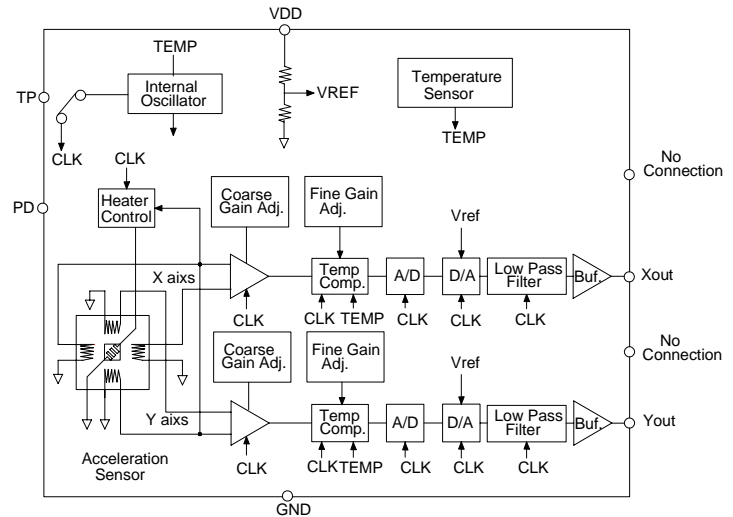 VDD
TEMP
Internal
Oscillator
TP
VREF
Temperature
Sensor
TEMP
CLK
CLK
No
Connection
PD
Heater
Control
Coarse
Gain Adj.
Fine Gain
Adj.
Vref
X aixs
Temp
Comp.
A/D
D/A
Low Pass
Filter
Buf.
Xout
CLK
CLK
TEMP
CLK
CLK
CLK
Coarse
Gain Adj.
Fine Gain
Adj.
Vref
No
Connection
Y aixs
Temp
Comp.
A/D
D/A
Low Pass
Filter
Buf.
Yout
CLK
CLK
TEMP
CLK
CLK
CLK
Acceleration
Sensor
GND